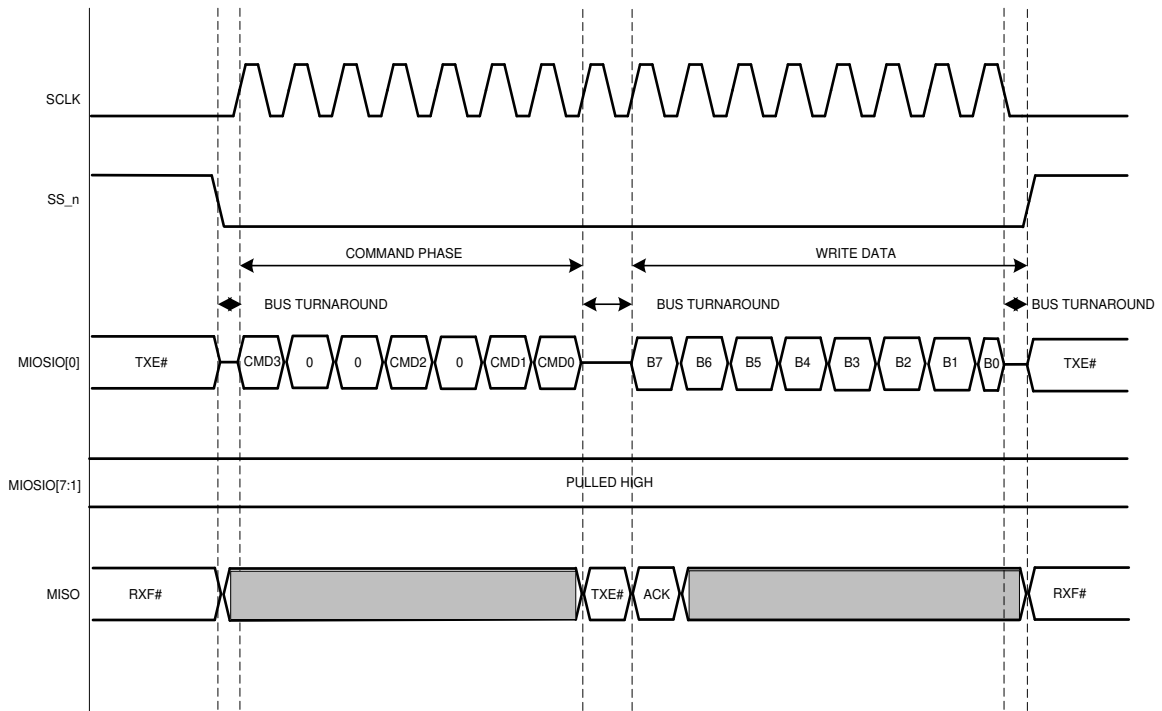 SCLK
SS_n
COMMAND PHASE WRITE DATA
BUS TURNAROUND BUS TURNAROUND BUS TURNAROUND
MIOSIO[0] TXE# CMD3 0 0 CMD2 0 CMD1 CMD0 B7 B6 B5 B4 B3 B2 B1 B0 TXE#
MIOSIO[7:1] PULLED HIGH
MISO RXF# TXE# ACK RXF#